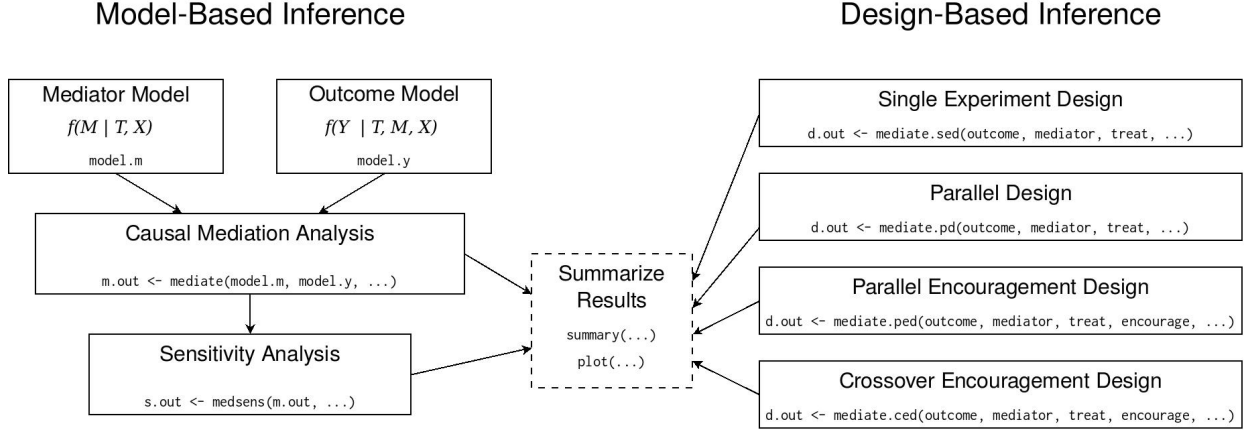 Model-Based Inference
Design-Based Inference
Mediator Model
f(M | T, X)
model.m
Outcome Model
f(Y | T, M, X)
model.y
Causal Mediation Analysis
m.out <- mediate(model.m, model.y, ...)
Sensitivity Analysis
s.out <- medsens(m.out, ...)
Summarize
Results
summary(...)
plot(...)
Single Experiment Design
d.out <- mediate.sed(outcome, mediator, treat, ...)
Parallel Design
d.out <- mediate.pd(outcome, mediator, treat, ...)
Parallel Encouragement Design
d.out <- mediate.ped(outcome, mediator, treat, encourage, ...)
Crossover Encouragement Design
d.out <- mediate.ced(outcome, mediator, treat, encourage, ...)